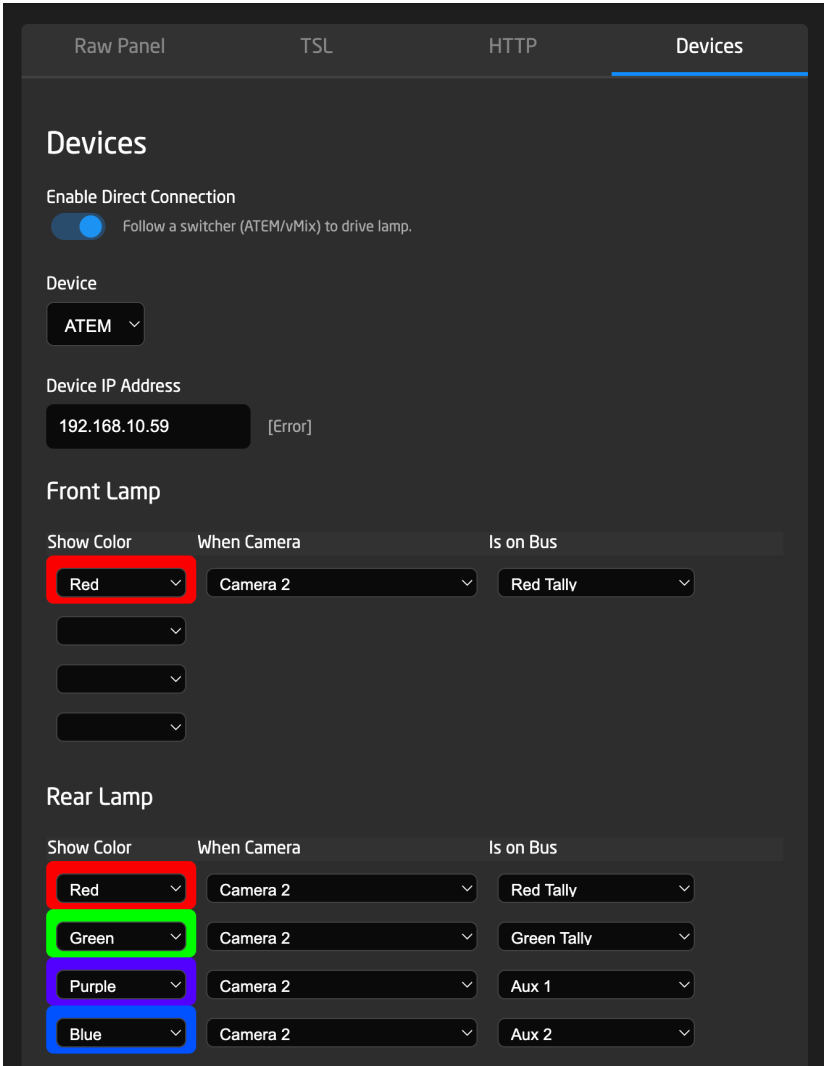 Raw Panel TSL HTTP Devices
Devices
Enable Direct Connection
Follow a switcher (ATEM/vMix) to drive lamp.
Device
ATEM
Device IP Address
192.168.10.59 [Error]
Front Lamp
Show Color When Camera Is on Bus
Red Camera 2 Red Tally
Rear Lamp
Show Color When Camera Is on Bus
Red Camera 2 Red Tally
Green Camera 2 Green Tally
Purple Camera 2 Aux 1
Blue Camera 2 Aux 2